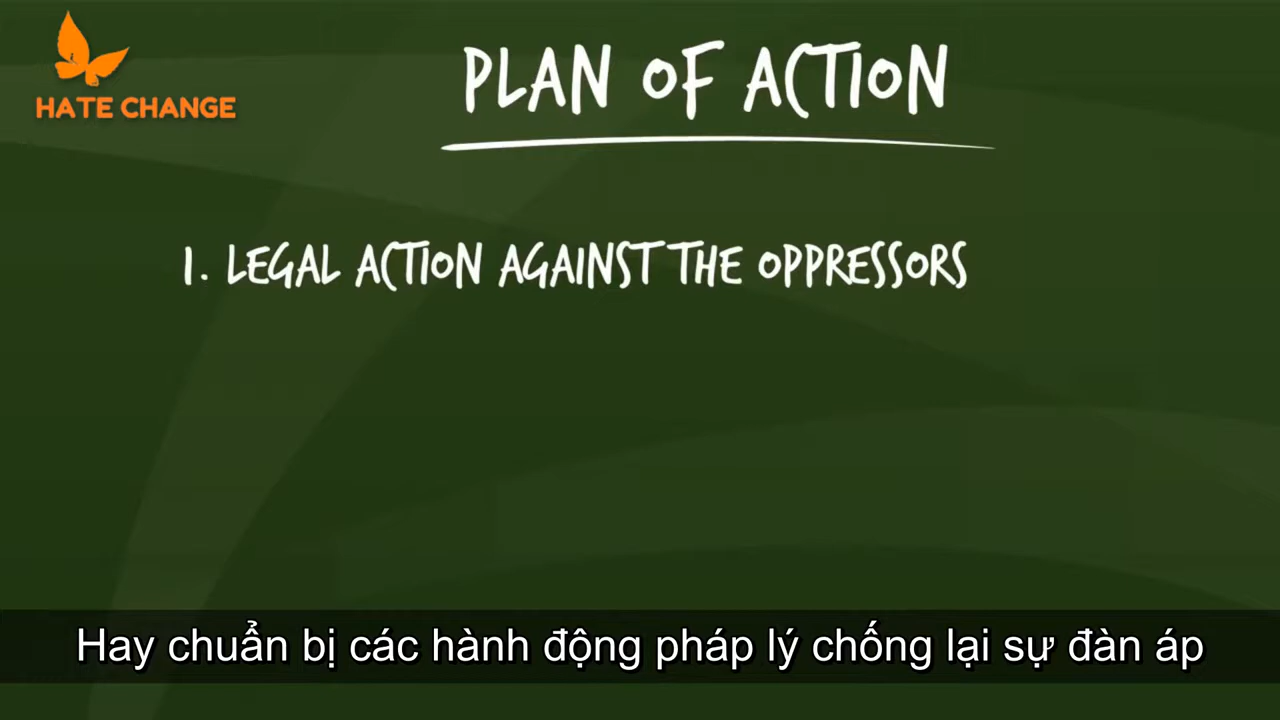 HATE CHANGE
PLAN OF ACTION
1. LEGAL ACTION AGAINST THE OPPRESSORS
Hay chuẩn bị các hành động pháp lý chống lại sự đàn áp